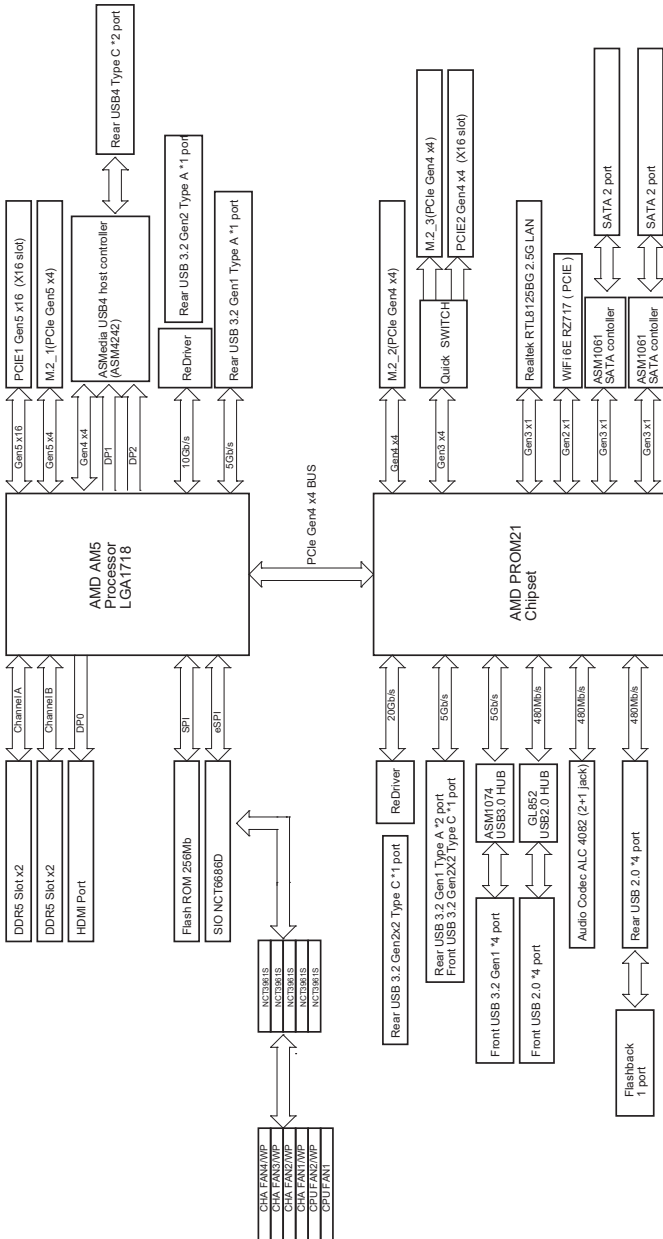 Rear USB4 Type C *2 port
PCIE1 Gen5 x16 (X16 slot)
M.2_1(PCIe Gen5 x4)
ASMedia USB4 host controller
(ASM4242)
Rear USB 3.2 Gen2 Type A *1 port
ReDriver
Rear USB 3.2 Gen1 Type A *1 port
Gen5 x16
Gen5 x4
Gen4 x4
DP1
DP2
10Gb/s
5Gb/s
AMD AM5
Processor
LGA1718
PCIe Gen4 x4 BUS
Channel A
Channel B
DP0
SPI
eSPI
DDR5 Slot x2
DDR5 Slot x2
HDMI Port
Flash ROM 256Mb
SIO NCT6686D
NCT3961S
NCT3961S
NCT3961S
NCT3961S
NCT3961S
CHA FAN4/WP
CHA FAN3/WP
CHA FAN2/WP
CHA FAN1/WP
CPU FAN2/WP
CPU FAN1
M.2_3(PCIe Gen4 x4)
PCIE2 Gen4 x4 (X16 slot)
SATA 2 port
SATA 2 port
M.2_2(PCIe Gen4 x4)
Quick SWITCH
Realtek RTL8125BG 2.5G LAN
WiFi6E RZ717 ( PCIE )
ASM1061
SATA contoller
ASM1061
SATA contoller
Gen4 x4
Gen3 x4
Gen3 x1
Gen2 x1
Gen3 x1
Gen3 x1
AMD PROM21
Chipset
20Gb/s
5Gb/s
5Gb/s
480Mb/s
480Mb/s
480Mb/s
ReDriver
Rear USB 3.2 Gen2x2 Type C *1 port
Rear USB 3.2 Gen1 Type A *2 port
Front USB 3.2 Gen2X2 Type C *1 port
ASM1074
USB3.0 HUB
GL852
USB2.0 HUB
Audio Codec ALC 4082 (2+1 jack)
Rear USB 2.0 *4 port
Front USB 3.2 Gen1 *4 port
Front USB 2.0 *4 port
Flashback
1 port